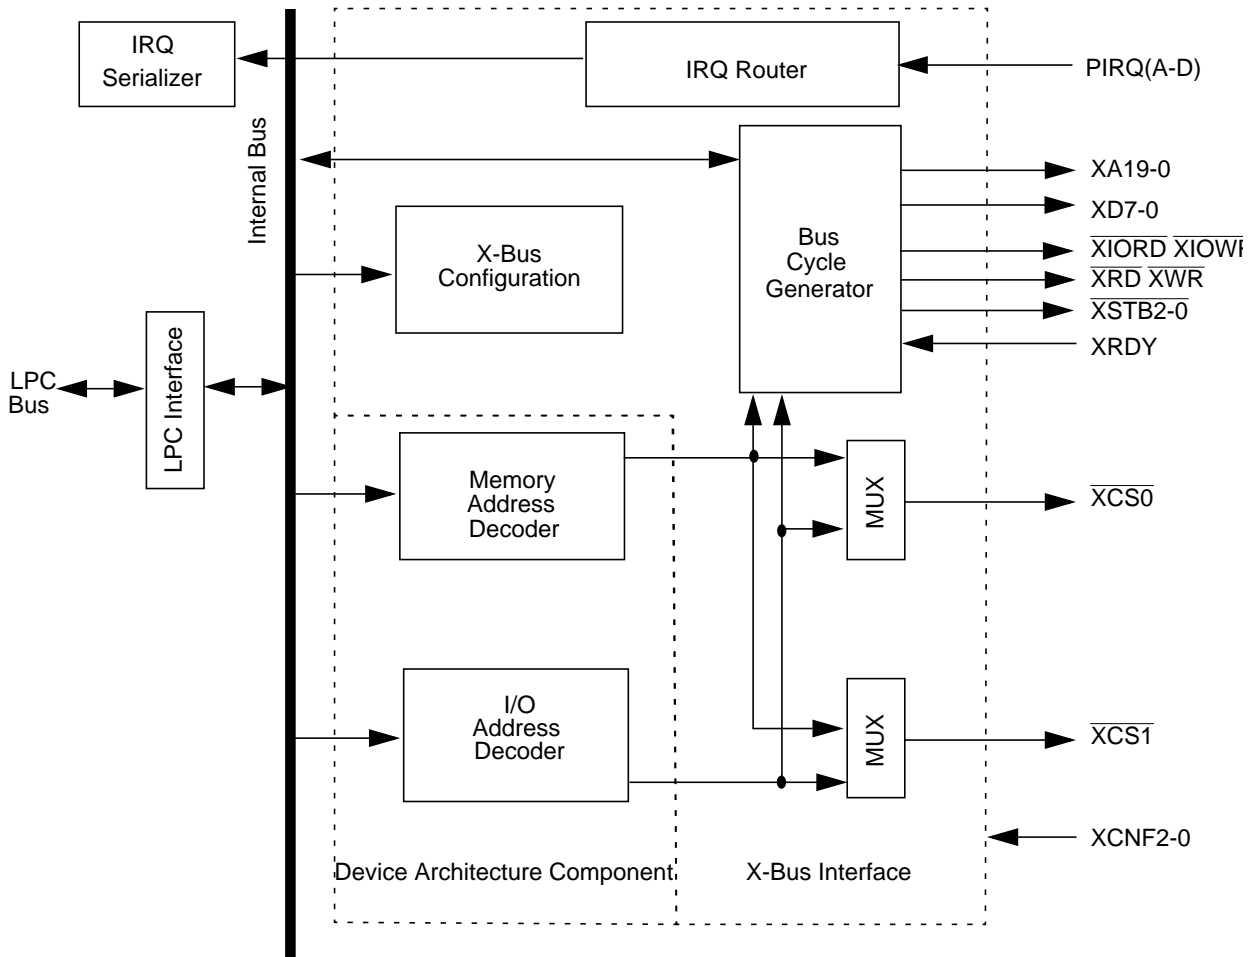 IRQ
Serializer
IRQ Router
PIRQ(A-D)
Internal Bus
XA19-0
XD7-0
X-Bus
Configuration
Bus
Cycle
Generator
XIORD XIOWR
XRD XWR
XSTB2-0
XRDY
LPC
Bus
LPC Interface
Memory
Address
Decoder
MUX
XCS0
I/O
Address
Decoder
MUX
XCS1
XCNF2-0
Device Architecture Component
X-Bus Interface